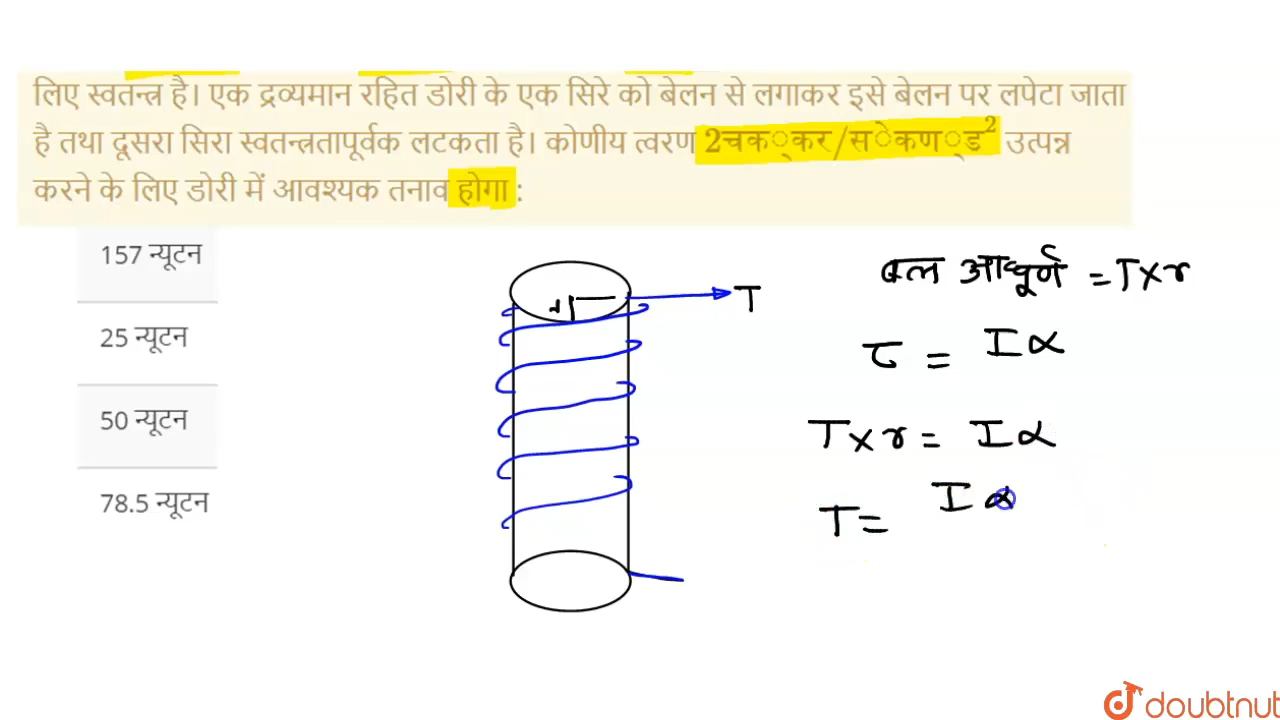 लिए स्वतन्त्र है। एक द्रव्यमान रहित डोरी के एक सिरे को बेलन से लगाकर इसे बेलन पर लपेटा जाता
है तथा दूसरा सिरा स्वतन्त्रतापूर्वक लटकता है। कोणीय त्वरण 2चक्कर/सेकण्ड² उत्पन्न
करने के लिए डोरी में आवश्यक तनाव होगा :
157 न्यूटन
25 न्यूटन
50 न्यूटन
78.5 न्यूटन
r
T
बल आघूर्ण = T×r
τ = Iα
T×r = Iα
T = Iα
doubtnut